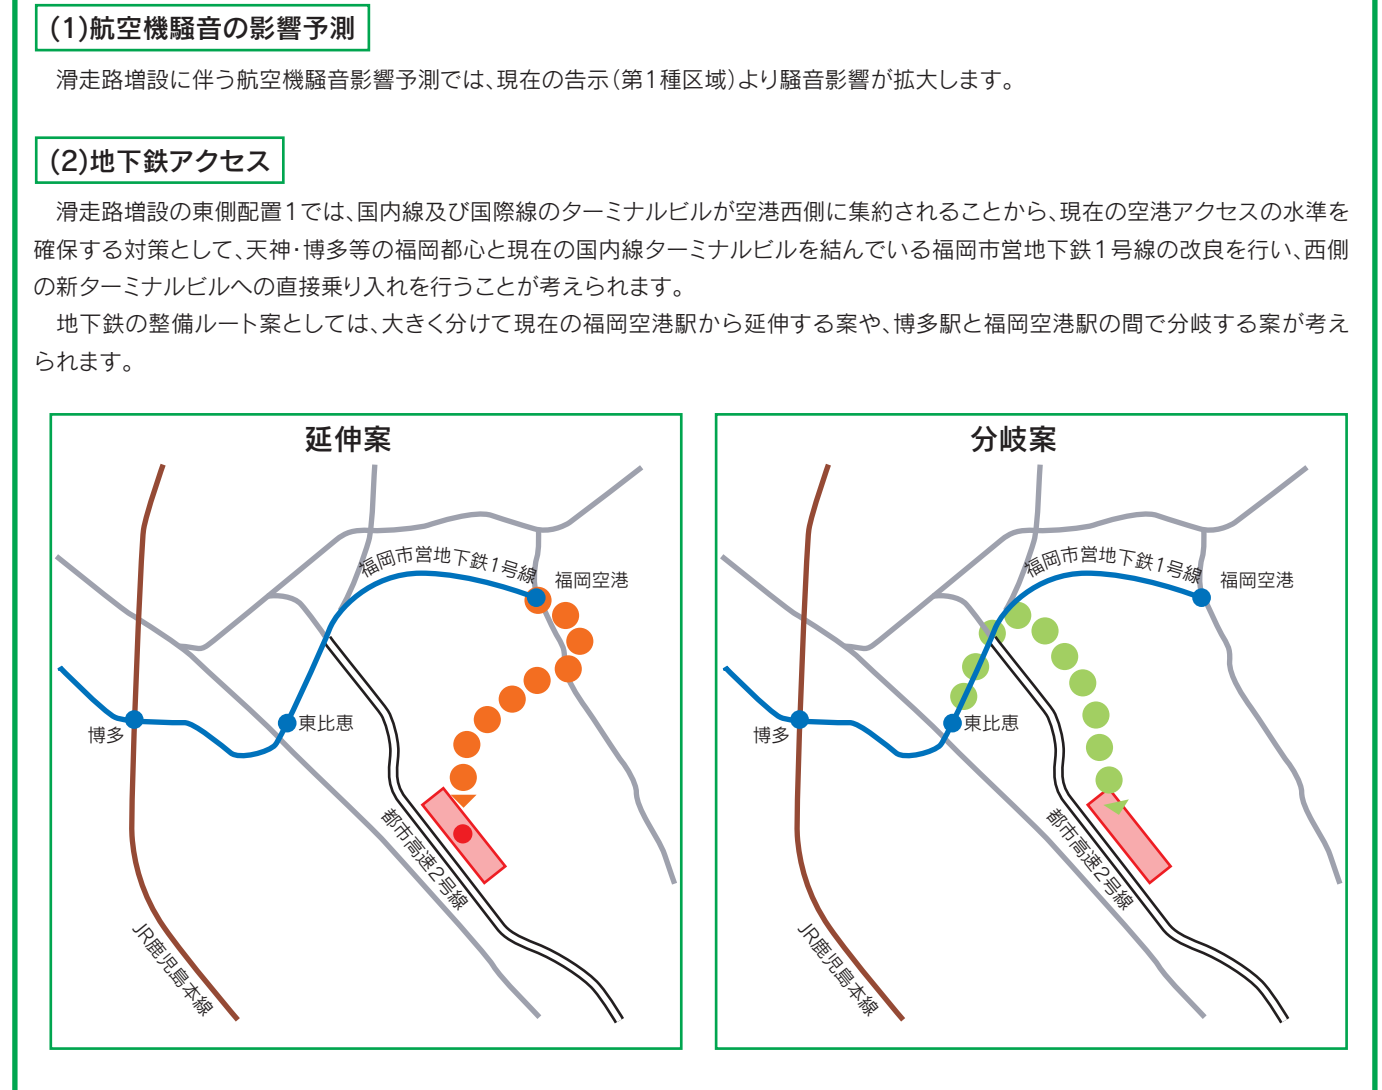 (1)航空機騒音の影響予測
滑走路増設に伴う航空機騒音影響予測では、現在の告示（第1種区域）より騒音影響が拡大します。
(2)地下鉄アクセス
滑走路増設の東側配置1では、国内線及び国際線のターミナルビルが空港西側に集約されることから、現在の空港アクセスの水準を
確保する対策として、天神・博多等の福岡都心と現在の国内線ターミナルビルを結んでいる福岡市営地下鉄1号線の改良を行い、西側
の新ターミナルビルへの直接乗り入れを行うことが考えられます。
地下鉄の整備ルート案としては、大きく分けて現在の福岡空港駅から延伸する案や、博多駅と福岡空港駅の間で分岐する案が考え
られます。
延伸案
福岡市営地下鉄1号線
福岡空港
東比恵
博多
都市高速2号線
JR鹿児島本線
分岐案
福岡市営地下鉄1号線
福岡空港
東比恵
博多
都市高速2号線
JR鹿児島本線